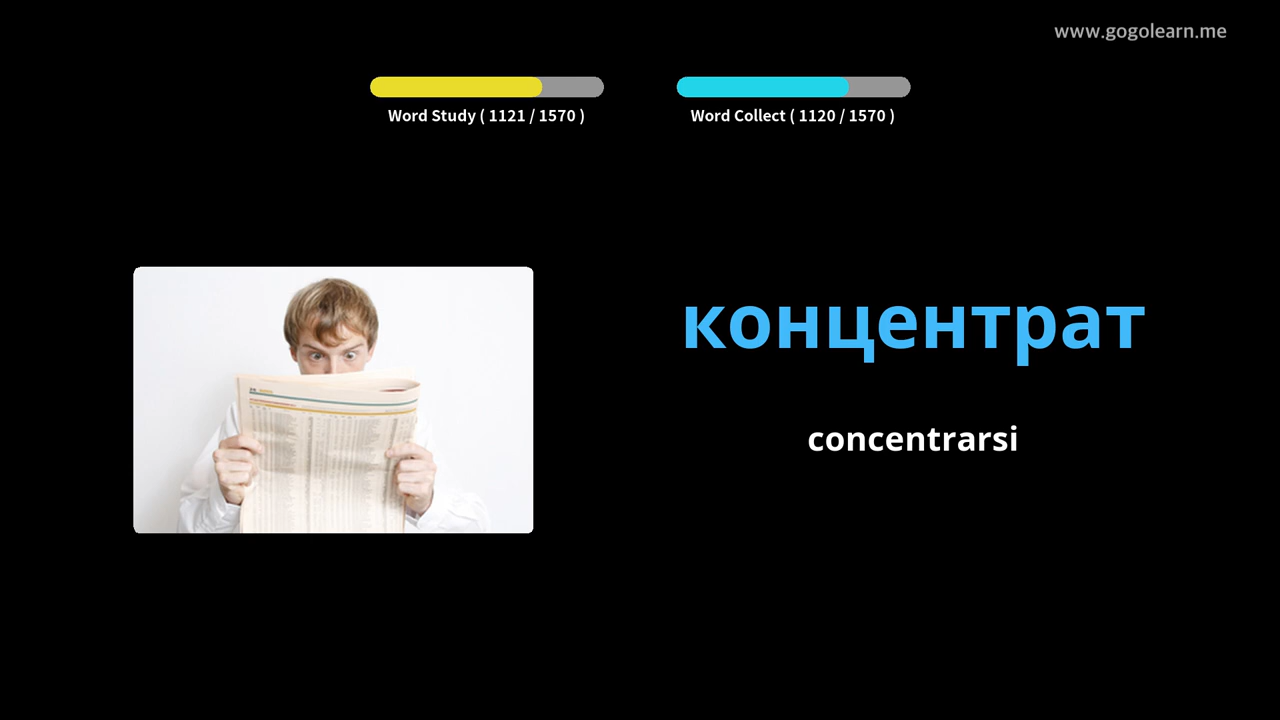 www.gogolearn.me
Word Study ( 1121 / 1570 )
Word Collect ( 1120 / 1570 )
концентрат
concentrarsi